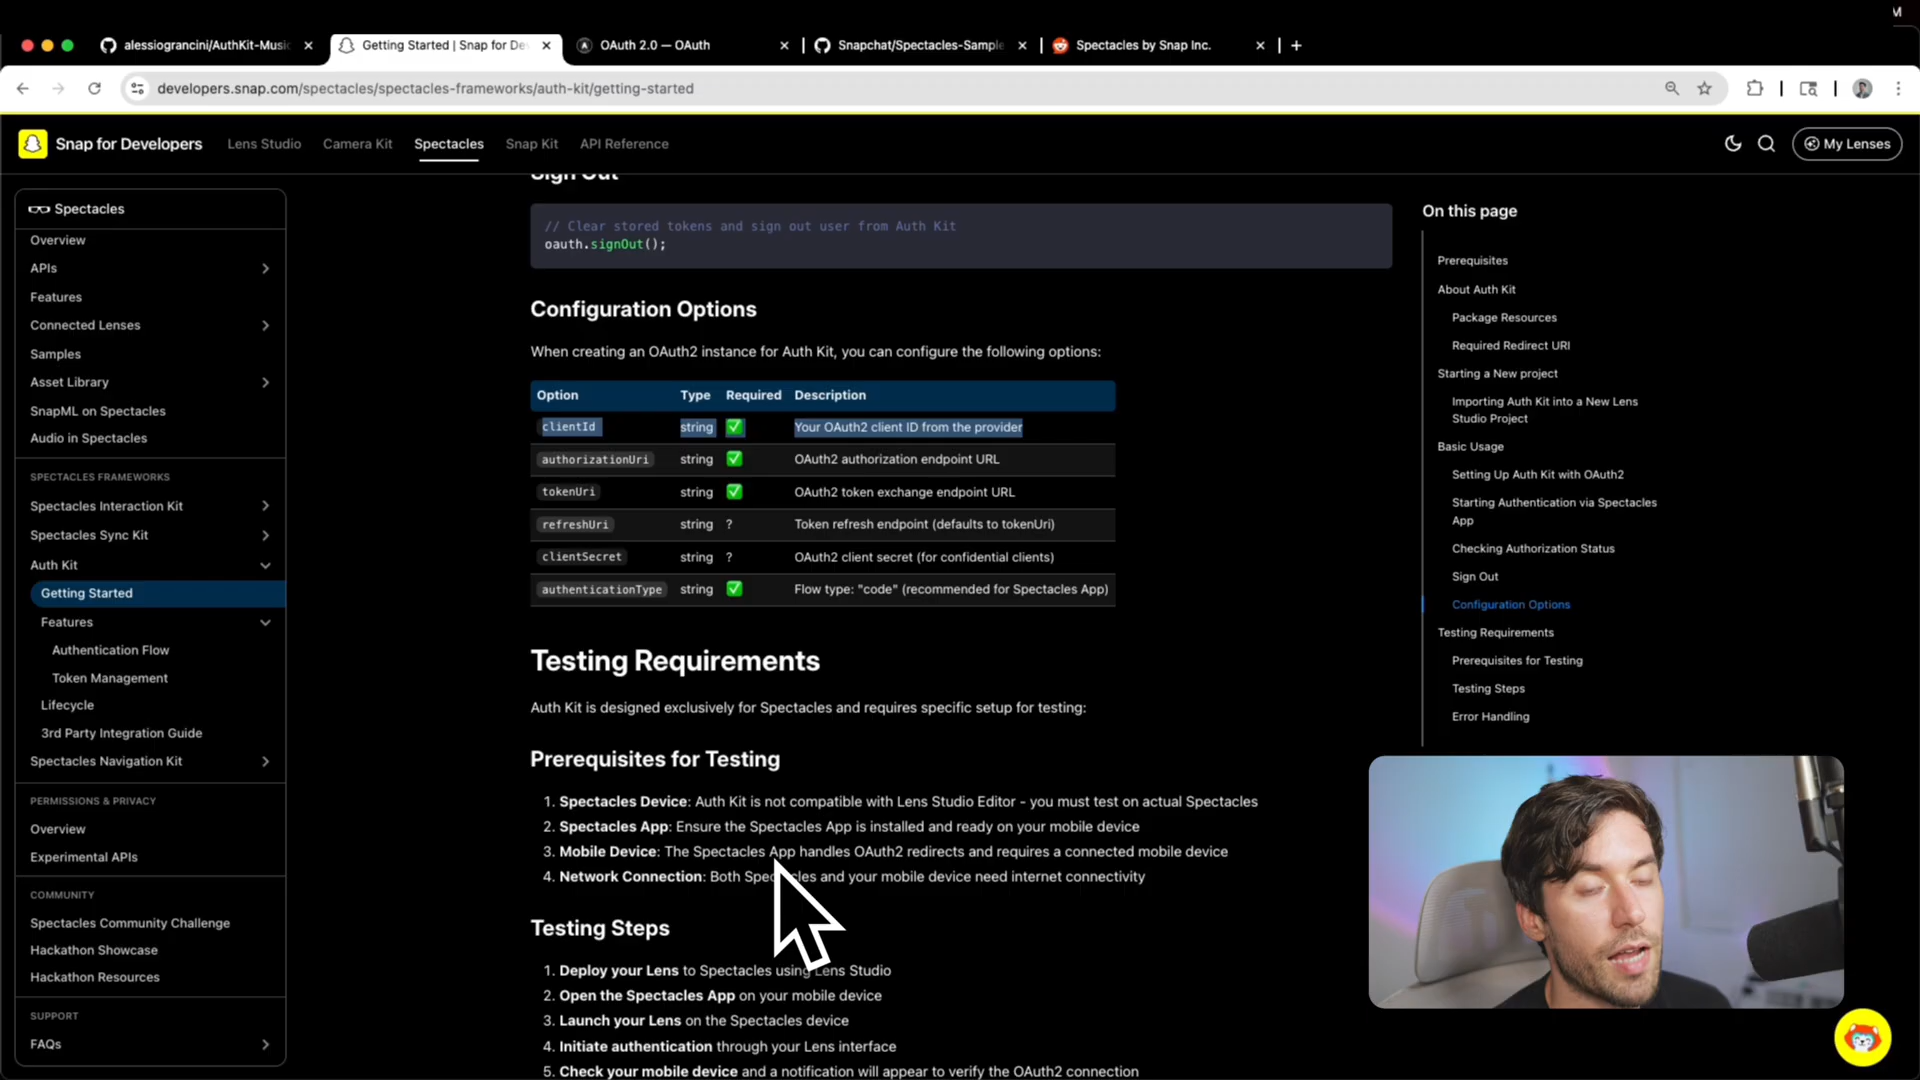 M
alessiograncini/AuthKit-Music
Getting Started | Snap for De
OAuth 2.0 — OAuth
Snapchat/Spectacles-Sample
Spectacles by Snap Inc.
developers.snap.com/spectacles/spectacles-frameworks/auth-kit/getting-started
Snap for Developers
Lens Studio
Camera Kit
Spectacles
Snap Kit
API Reference
My Lenses
Spectacles
Overview
APIs
Features
Connected Lenses
Samples
Asset Library
SnapML on Spectacles
Audio in Spectacles
SPECTACLES FRAMEWORKS
Spectacles Interaction Kit
Spectacles Sync Kit
Auth Kit
Getting Started
Features
Authentication Flow
Token Management
Lifecycle
3rd Party Integration Guide
Spectacles Navigation Kit
PERMISSIONS & PRIVACY
Overview
Experimental APIs
COMMUNITY
Spectacles Community Challenge
Hackathon Showcase
Hackathon Resources
SUPPORT
FAQs
Sign Out
// Clear stored tokens and sign out user from Auth Kit
oauth.signOut();
Configuration Options
When creating an OAuth2 instance for Auth Kit, you can configure the following options:
Option Type Required Description
clientId string ✅ Your OAuth2 client ID from the provider
authorizationUri string ✅ OAuth2 authorization endpoint URL
tokenUri string ✅ OAuth2 token exchange endpoint URL
refreshUri string ? Token refresh endpoint (defaults to tokenUri)
clientSecret string ? OAuth2 client secret (for confidential clients)
authenticationType string ✅ Flow type: "code" (recommended for Spectacles App)
Testing Requirements
Auth Kit is designed exclusively for Spectacles and requires specific setup for testing:
Prerequisites for Testing
1. Spectacles Device: Auth Kit is not compatible with Lens Studio Editor - you must test on actual Spectacles
2. Spectacles App: Ensure the Spectacles App is installed and ready on your mobile device
3. Mobile Device: The Spectacles App handles OAuth2 redirects and requires a connected mobile device
4. Network Connection: Both Spectacles and your mobile device need internet connectivity
Testing Steps
1. Deploy your Lens to Spectacles using Lens Studio
2. Open the Spectacles App on your mobile device
3. Launch your Lens on the Spectacles device
4. Initiate authentication through your Lens interface
5. Check your mobile device and a notification will appear to verify the OAuth2 connection
On this page
Prerequisites
About Auth Kit
Package Resources
Required Redirect URI
Starting a New project
Importing Auth Kit into a New Lens
Studio Project
Basic Usage
Setting Up Auth Kit with OAuth2
Starting Authentication via Spectacles
App
Checking Authorization Status
Sign Out
Configuration Options
Testing Requirements
Prerequisites for Testing
Testing Steps
Error Handling